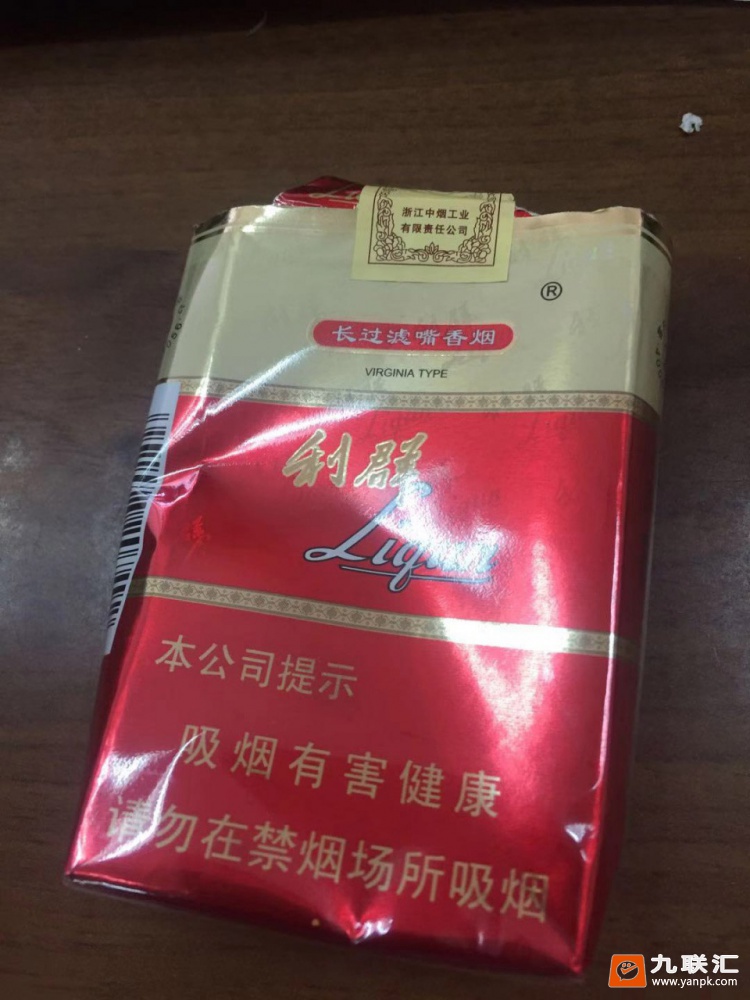 浙江中烟工业
有限责任公司
®
长过滤嘴香烟
VIRGINIA TYPE
利群
Liqun
本公司提示
吸烟有害健康
请勿在禁烟场所吸烟
九联汇
www.yanpk.com